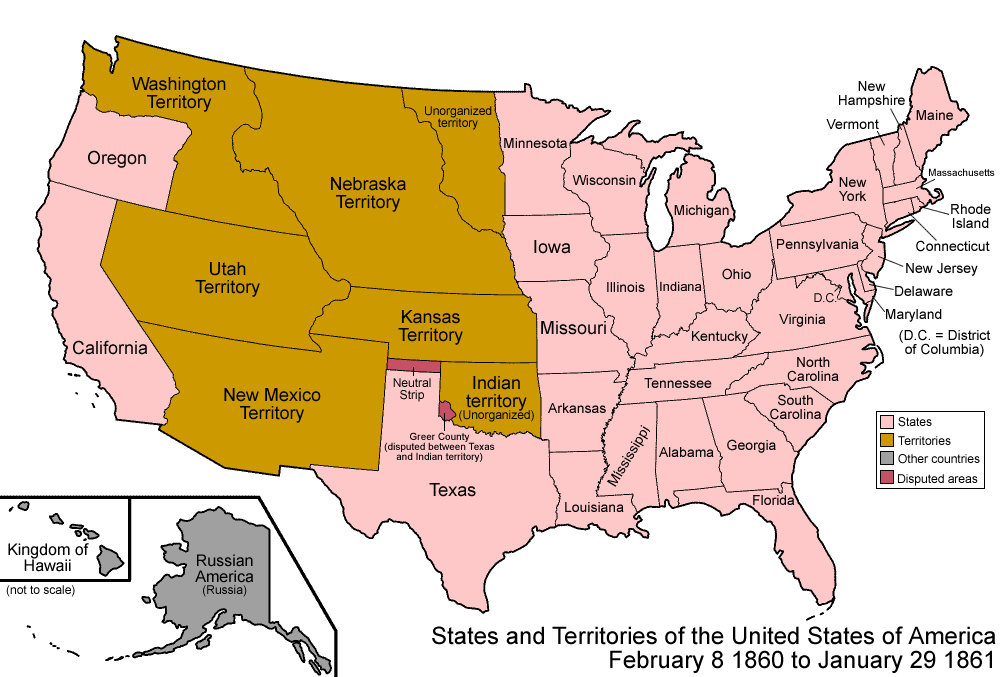 Washington
Territory
Oregon
Unorganized
territory
Minnesota
New
Hampshire
Vermont
Maine
Massachusetts
New
York
Rhode
Island
Connecticut
Nebraska
Territory
Wisconsin
Michigan
Iowa
Pennsylvania
New Jersey
Delaware
Maryland
(D.C. = District
of Columbia)
Utah
Territory
Illinois
Indiana
Ohio
D.C.
Virginia
Kansas
Territory
Missouri
Kentucky
California
North
Carolina
Tennessee
Neutral
Strip
Indian
territory
(Unorganized)
New Mexico
Territory
Arkansas
South
Carolina
Greer County
(disputed between Texas
and Indian territory)
Mississippi
Alabama
Georgia
Texas
Louisiana
Florida
States
Territories
Other countries
Disputed areas
Kingdom of
Hawaii
(not to scale)
Russian
America
(Russia)
States and Territories of the United States of America
February 8 1860 to January 29 1861